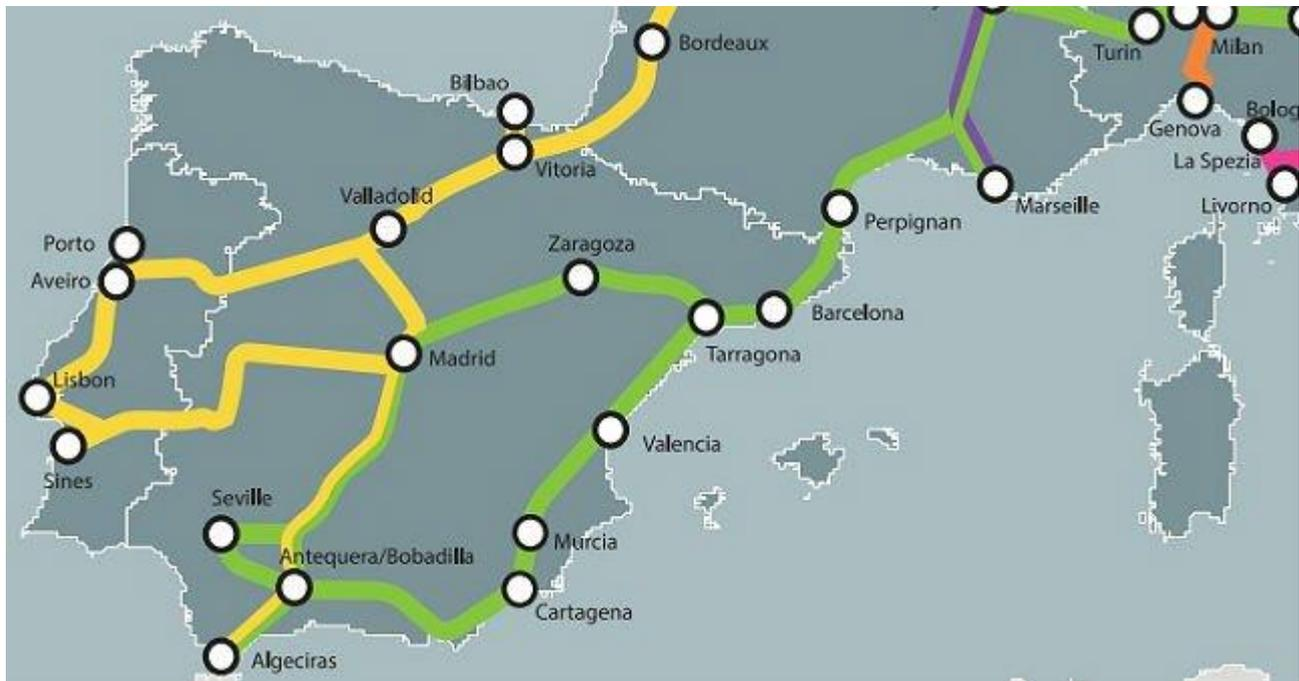 Bordeaux
Turin
Milan
Bilbao
Genova
Bolog
La Spezia
Vitoria
Valladolid
Marseille
Livorno
Perpignan
Porto
Zaragoza
Aveiro
Barcelona
Tarragona
Madrid
Lisbon
Valencia
Sines
Seville
Murcia
Antequera/Bobadilla
Cartagena
Algeciras